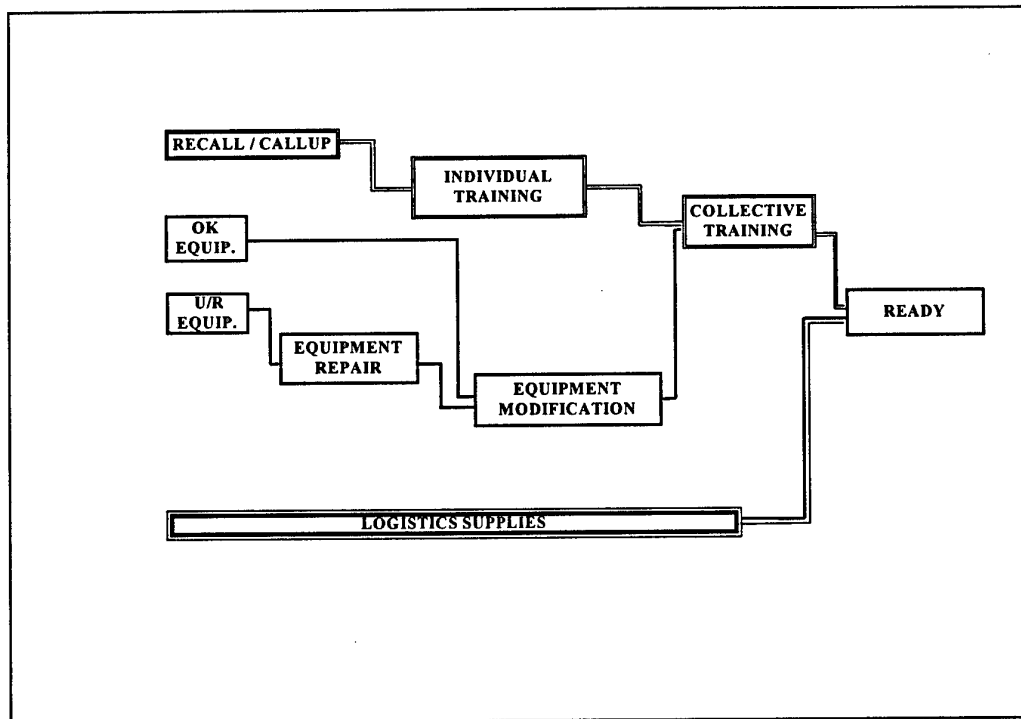 RECALL / CALLUP
INDIVIDUAL
TRAINING
COLLECTIVE
TRAINING
OK
EQUIP.
U/R
EQUIP.
READY
EQUIPMENT
REPAIR
EQUIPMENT
MODIFICATION
LOGISTICS SUPPLIES